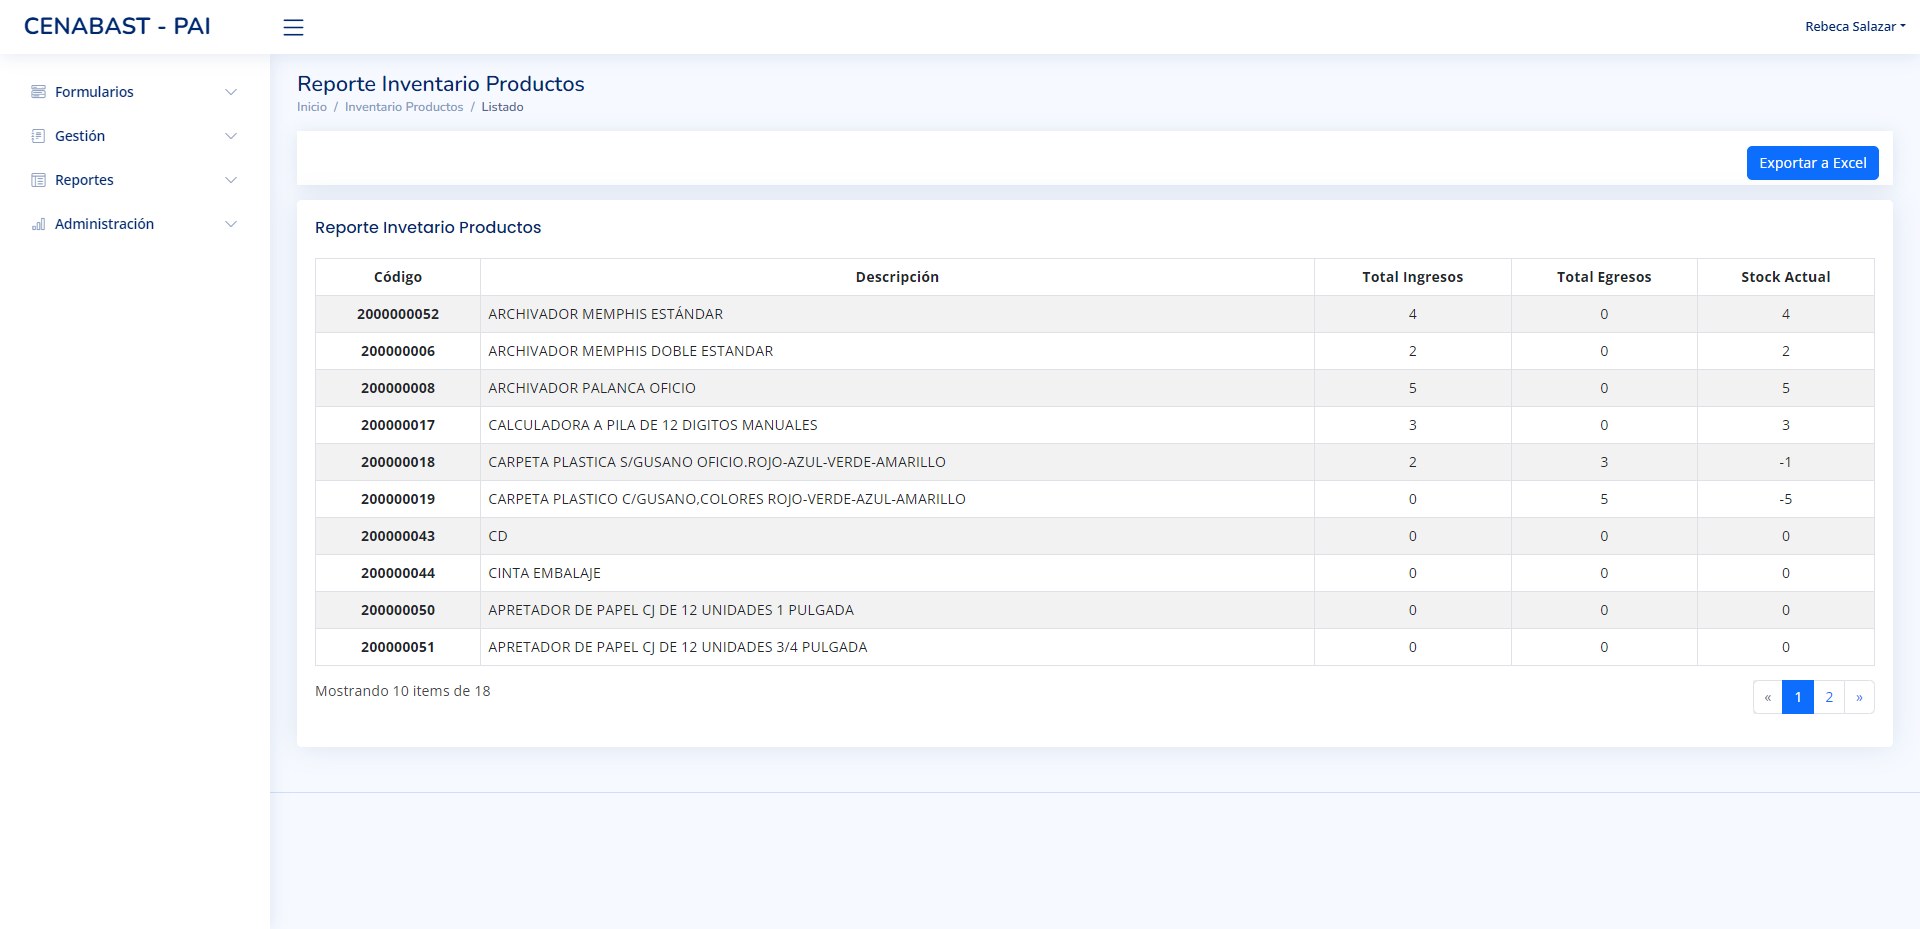 CENABAST - PAI
Rebeca Salazar
Formularios
Gestión
Reportes
Administración
Reporte Inventario Productos
Inicio / Inventario Productos / Listado
Exportar a Excel
Reporte Invetario Productos
Código Descripción Total Ingresos Total Egresos Stock Actual
2000000052 ARCHIVADOR MEMPHIS ESTÁNDAR 4 0 4
200000006 ARCHIVADOR MEMPHIS DOBLE ESTANDAR 2 0 2
200000008 ARCHIVADOR PALANCA OFICIO 5 0 5
200000017 CALCULADORA A PILA DE 12 DIGITOS MANUALES 3 0 3
200000018 CARPETA PLASTICA S/GUSANO OFICIO.ROJO-AZUL-VERDE-AMARILLO 2 3 -1
200000019 CARPETA PLASTICO C/GUSANO,COLORES ROJO-VERDE-AZUL-AMARILLO 0 5 -5
200000043 CD 0 0 0
200000044 CINTA EMBALAJE 0 0 0
200000050 APRETADOR DE PAPEL CJ DE 12 UNIDADES 1 PULGADA 0 0 0
200000051 APRETADOR DE PAPEL CJ DE 12 UNIDADES 3/4 PULGADA 0 0 0
Mostrando 10 items de 18
« 1 2 »